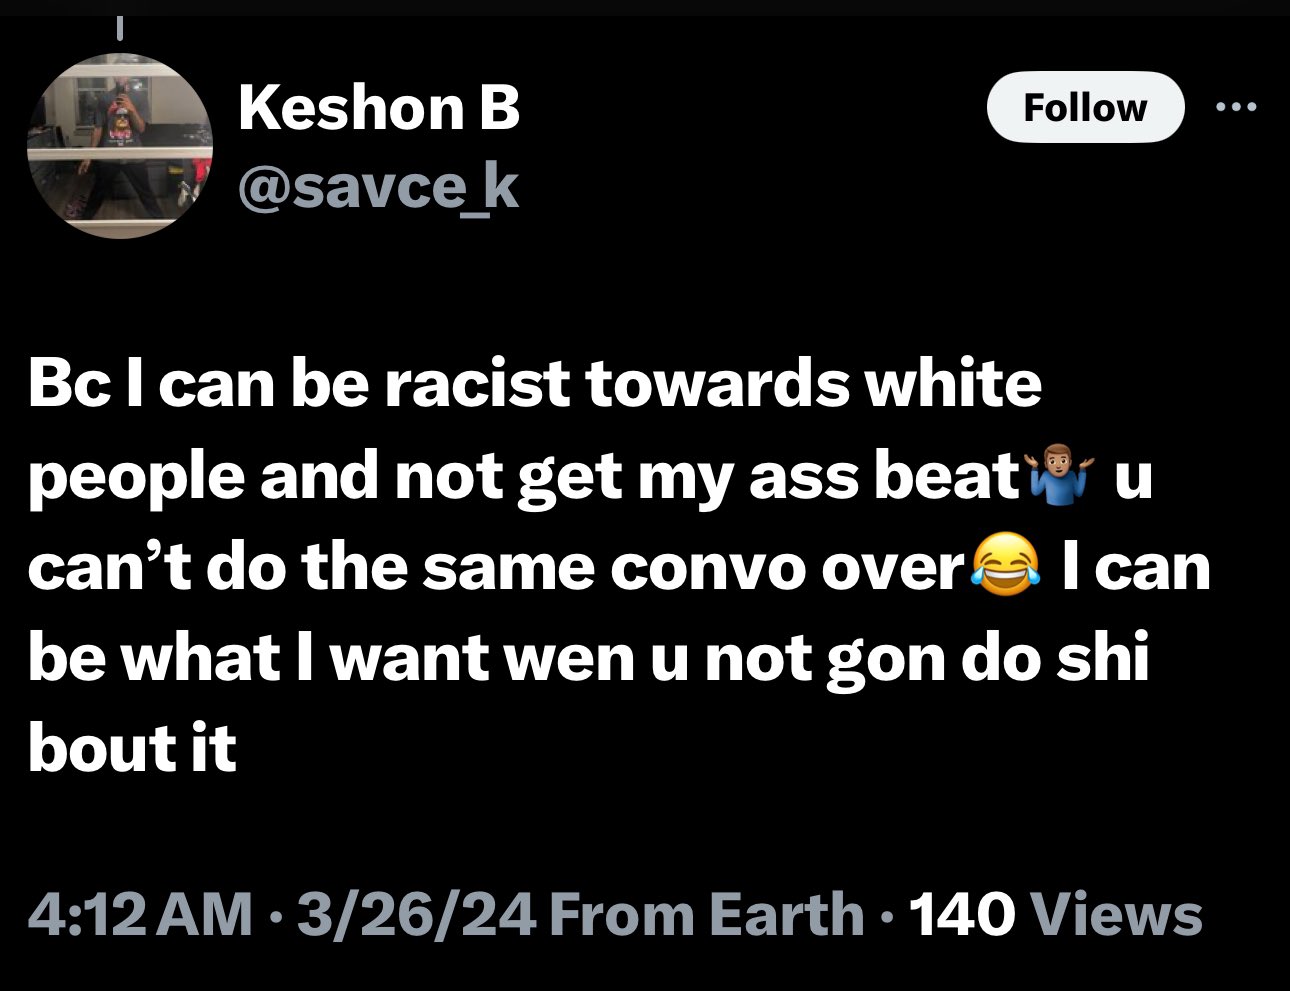 Keshon B
Follow
@savce_k
Bc I can be racist towards white
people and not get my ass beat🤷🏽‍♂️ u
can’t do the same convo over😂 I can
be what I want wen u not gon do shi
bout it
4:12 AM · 3/26/24 From Earth · 140 Views